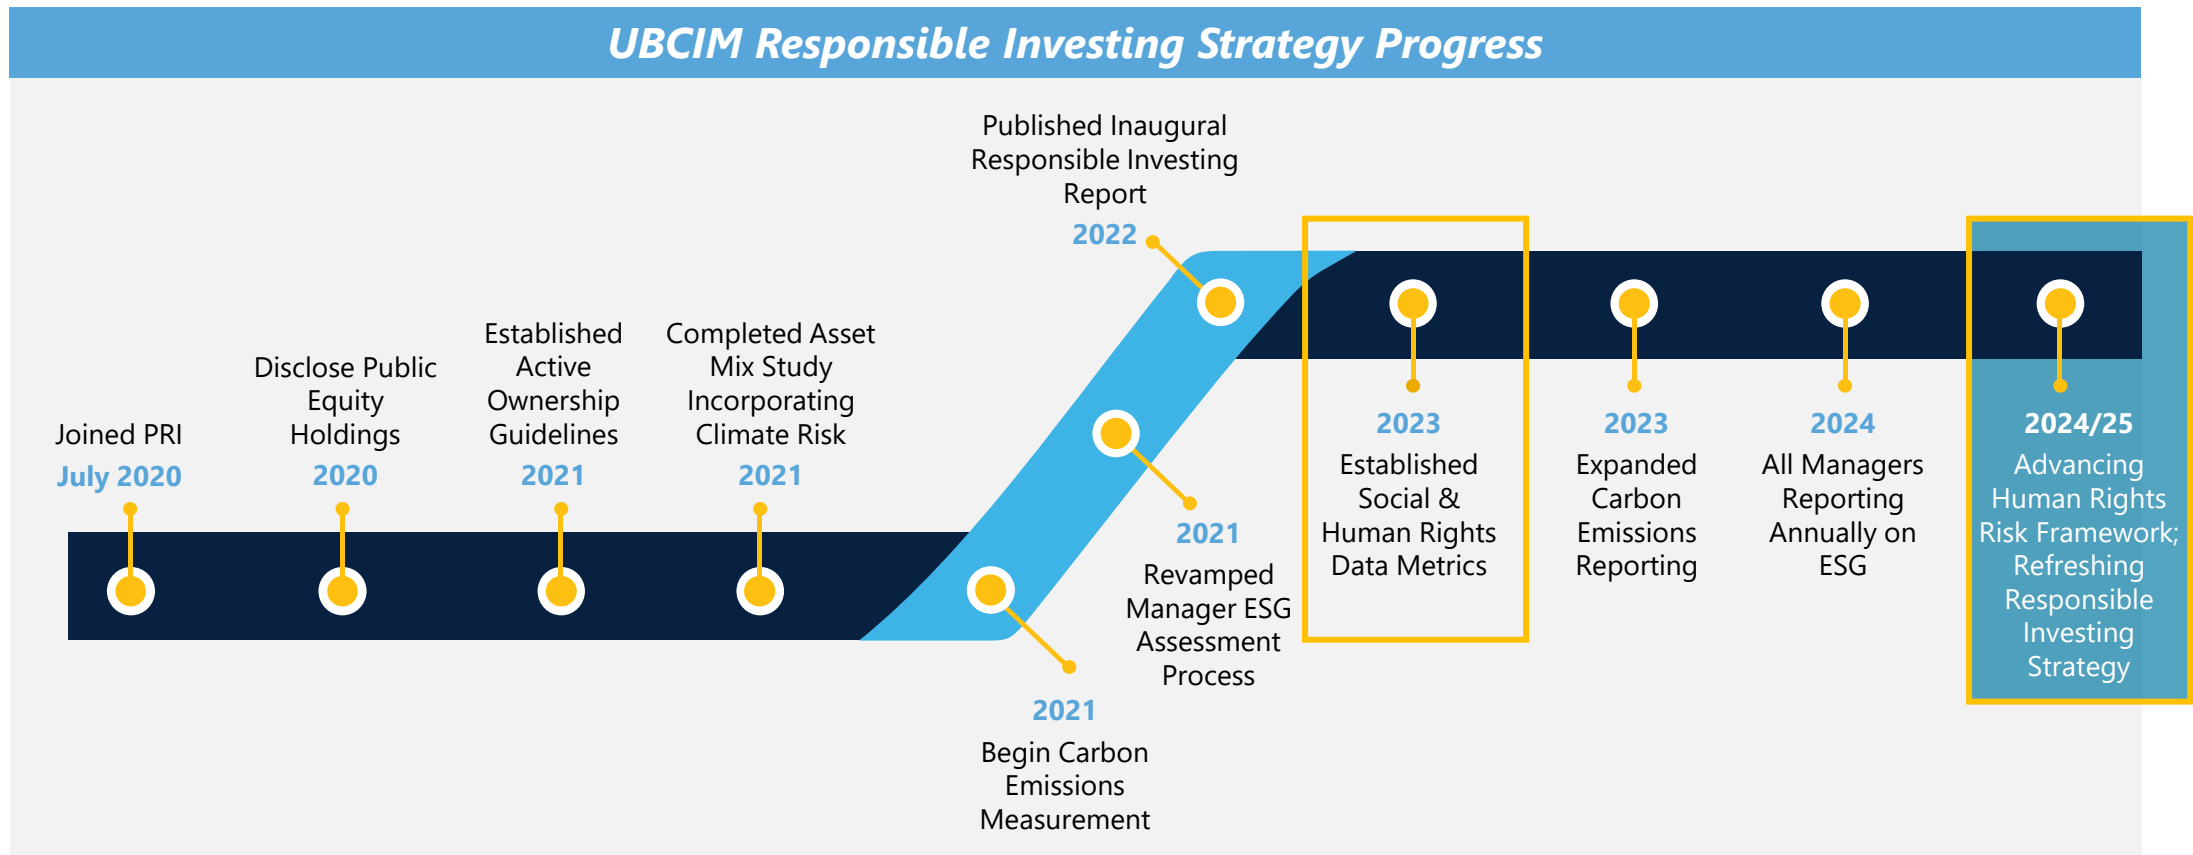 UBCIM Responsible Investing Strategy Progress
Joined PRI
July 2020
Disclose Public
Equity
Holdings
2020
Established
Active
Ownership
Guidelines
2021
Completed Asset
Mix Study
Incorporating
Climate Risk
2021
2021
Begin Carbon
Emissions
Measurement
2021
Revamped
Manager ESG
Assessment
Process
Published Inaugural
Responsible Investing
Report
2022
2023
Established
Social &
Human Rights
Data Metrics
2023
Expanded
Carbon
Emissions
Reporting
2024
All Managers
Reporting
Annually on
ESG
2024/25
Advancing
Human Rights
Risk Framework;
Refreshing
Responsible
Investing
Strategy